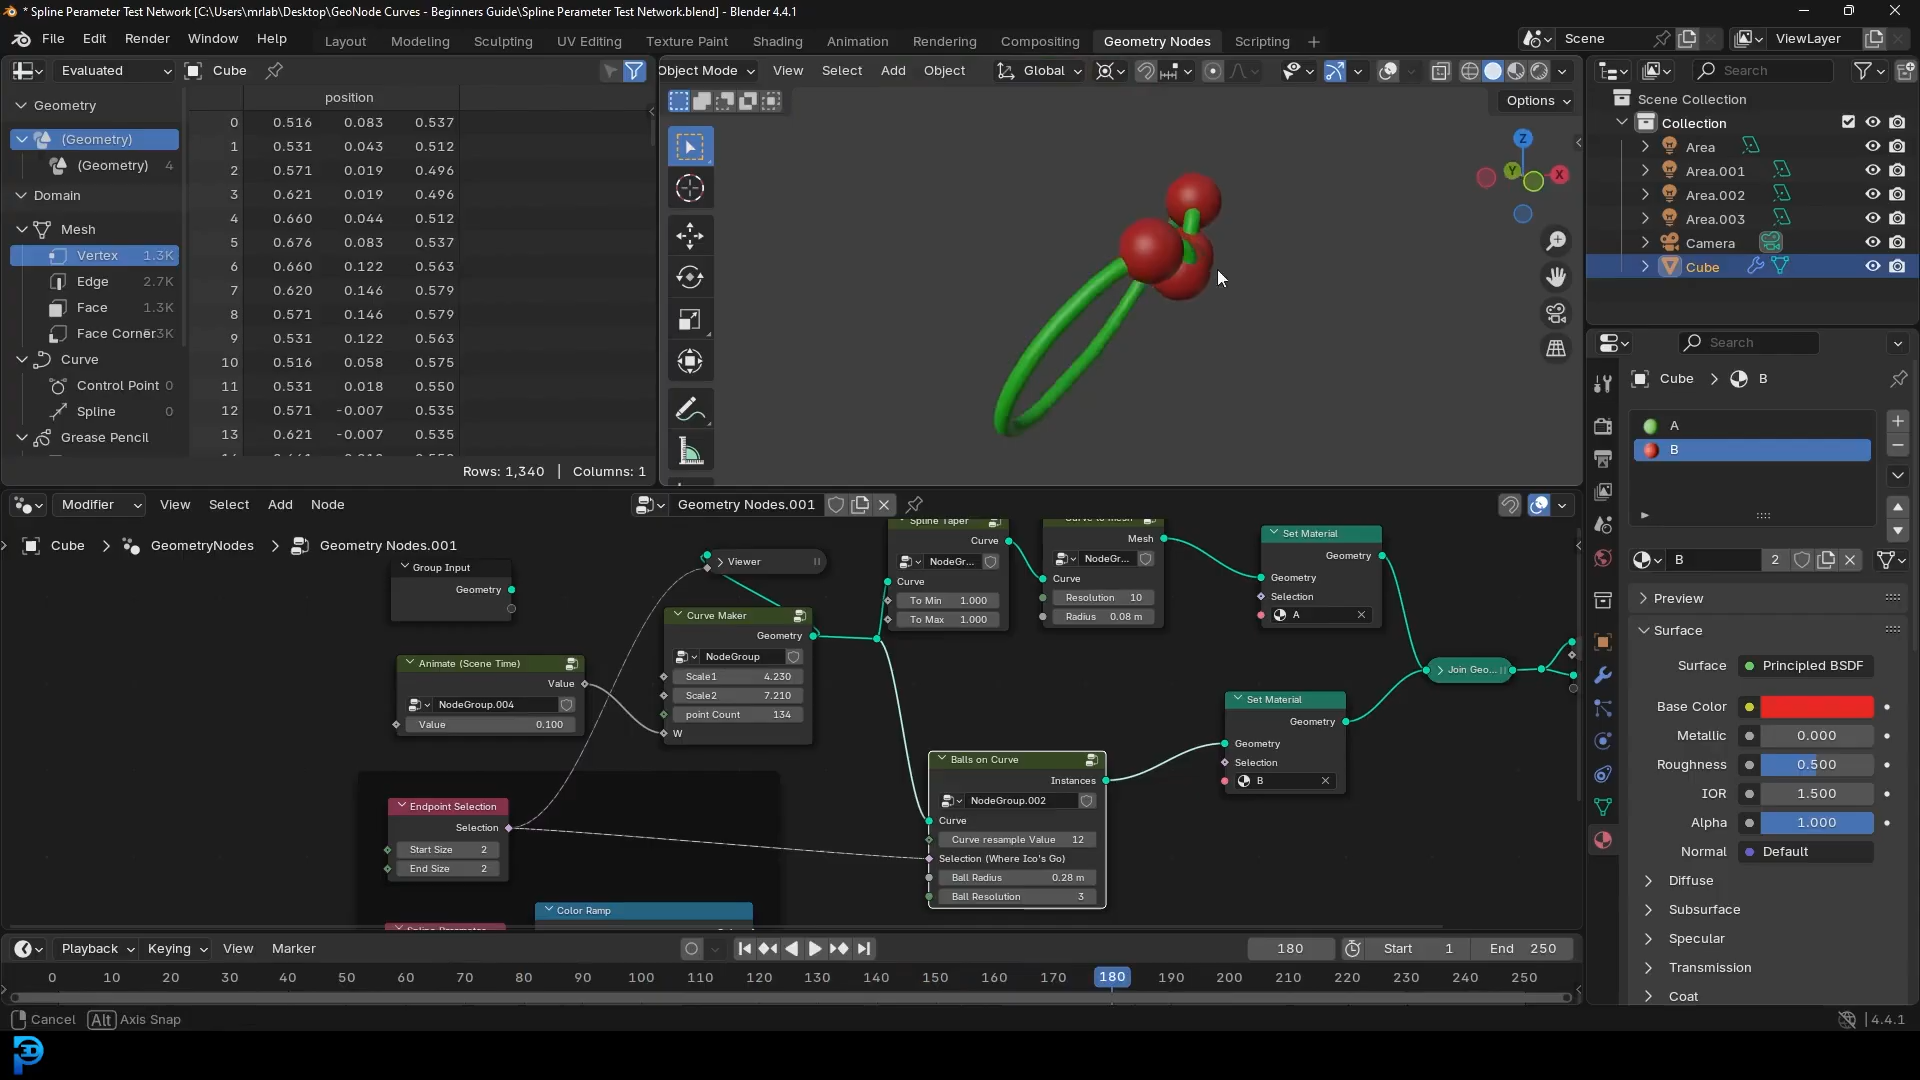 * Spline Perameter Test Network [C:\Users\mrlab\Desktop\GeoNode Curves - Beginners Guide\Spline Perameter Test Network.blend] - Blender 4.4.1
File Edit Render Window Help Layout Modeling Sculpting UV Editing Texture Paint Shading Animation Rendering Compositing Geometry Nodes Scripting + Scene ViewLayer
Evaluated Cube
Object Mode View Select Add Object Global
Search
Options
Geometry
(Geometry)
(Geometry) 4
Domain
Mesh
Vertex 1.3K
Edge 2.7K
Face 1.3K
Face Corner
Curve
Control Point 0
Spline 0
Grease Pencil
position
0 0.516 0.083 0.537
1 0.531 0.043 0.512
2 0.571 0.019 0.496
3 0.621 0.019 0.496
4 0.660 0.044 0.512
5 0.676 0.083 0.537
6 0.660 0.122 0.563
7 0.620 0.146 0.579
8 0.571 0.146 0.579
9 0.531 0.122 0.563
10 0.516 0.058 0.575
11 0.531 0.018 0.550
12 0.571 -0.007 0.535
13 0.621 -0.007 0.535
Rows: 1,340 | Columns: 1
Z
Y
X
Scene Collection
Collection
Area
Area.001
Area.002
Area.003
Camera
Cube
Search
Cube > B
A
B
B 2
Preview
Surface
Surface Principled BSDF
Base Color
Metallic 0.000
Roughness 0.500
IOR 1.500
Alpha 1.000
Normal Default
Diffuse
Subsurface
Specular
Transmission
Coat
Modifier View Select Add Node
Geometry Nodes.001
Cube > GeometryNodes > Geometry Nodes.001
Group Input
Geometry
Viewer
Animate (Scene Time)
Value
NodeGroup.004
Value 0.100
Curve Maker
Geometry
NodeGroup
Scale1 4.230
Scale2 7.210
point Count 134
W
Spline Taper
Curve
NodeGr...
Curve
To Min 1.000
To Max 1.000
Curve to mesh
Mesh
NodeGr...
Curve
Resolution 10
Radius 0.08 m
Set Material
Geometry
Geometry
Selection
A
Join Geo...
Set Material
Geometry
Geometry
Selection
B
Endpoint Selection
Selection
Start Size 2
End Size 2
Balls on Curve
Instances
NodeGroup.002
Curve
Curve resample Value 12
Selection (Where Ico's Go)
Ball Radius 0.28 m
Ball Resolution 3
Color Ramp
Playback Keying View Marker
180 Start 1 End 250
0 10 20 30 40 50 60 70 80 90 100 110 120 130 140 150 160 170 180 190 200 210 220 230 240 250
Cancel Alt Axis Snap
4.4.1